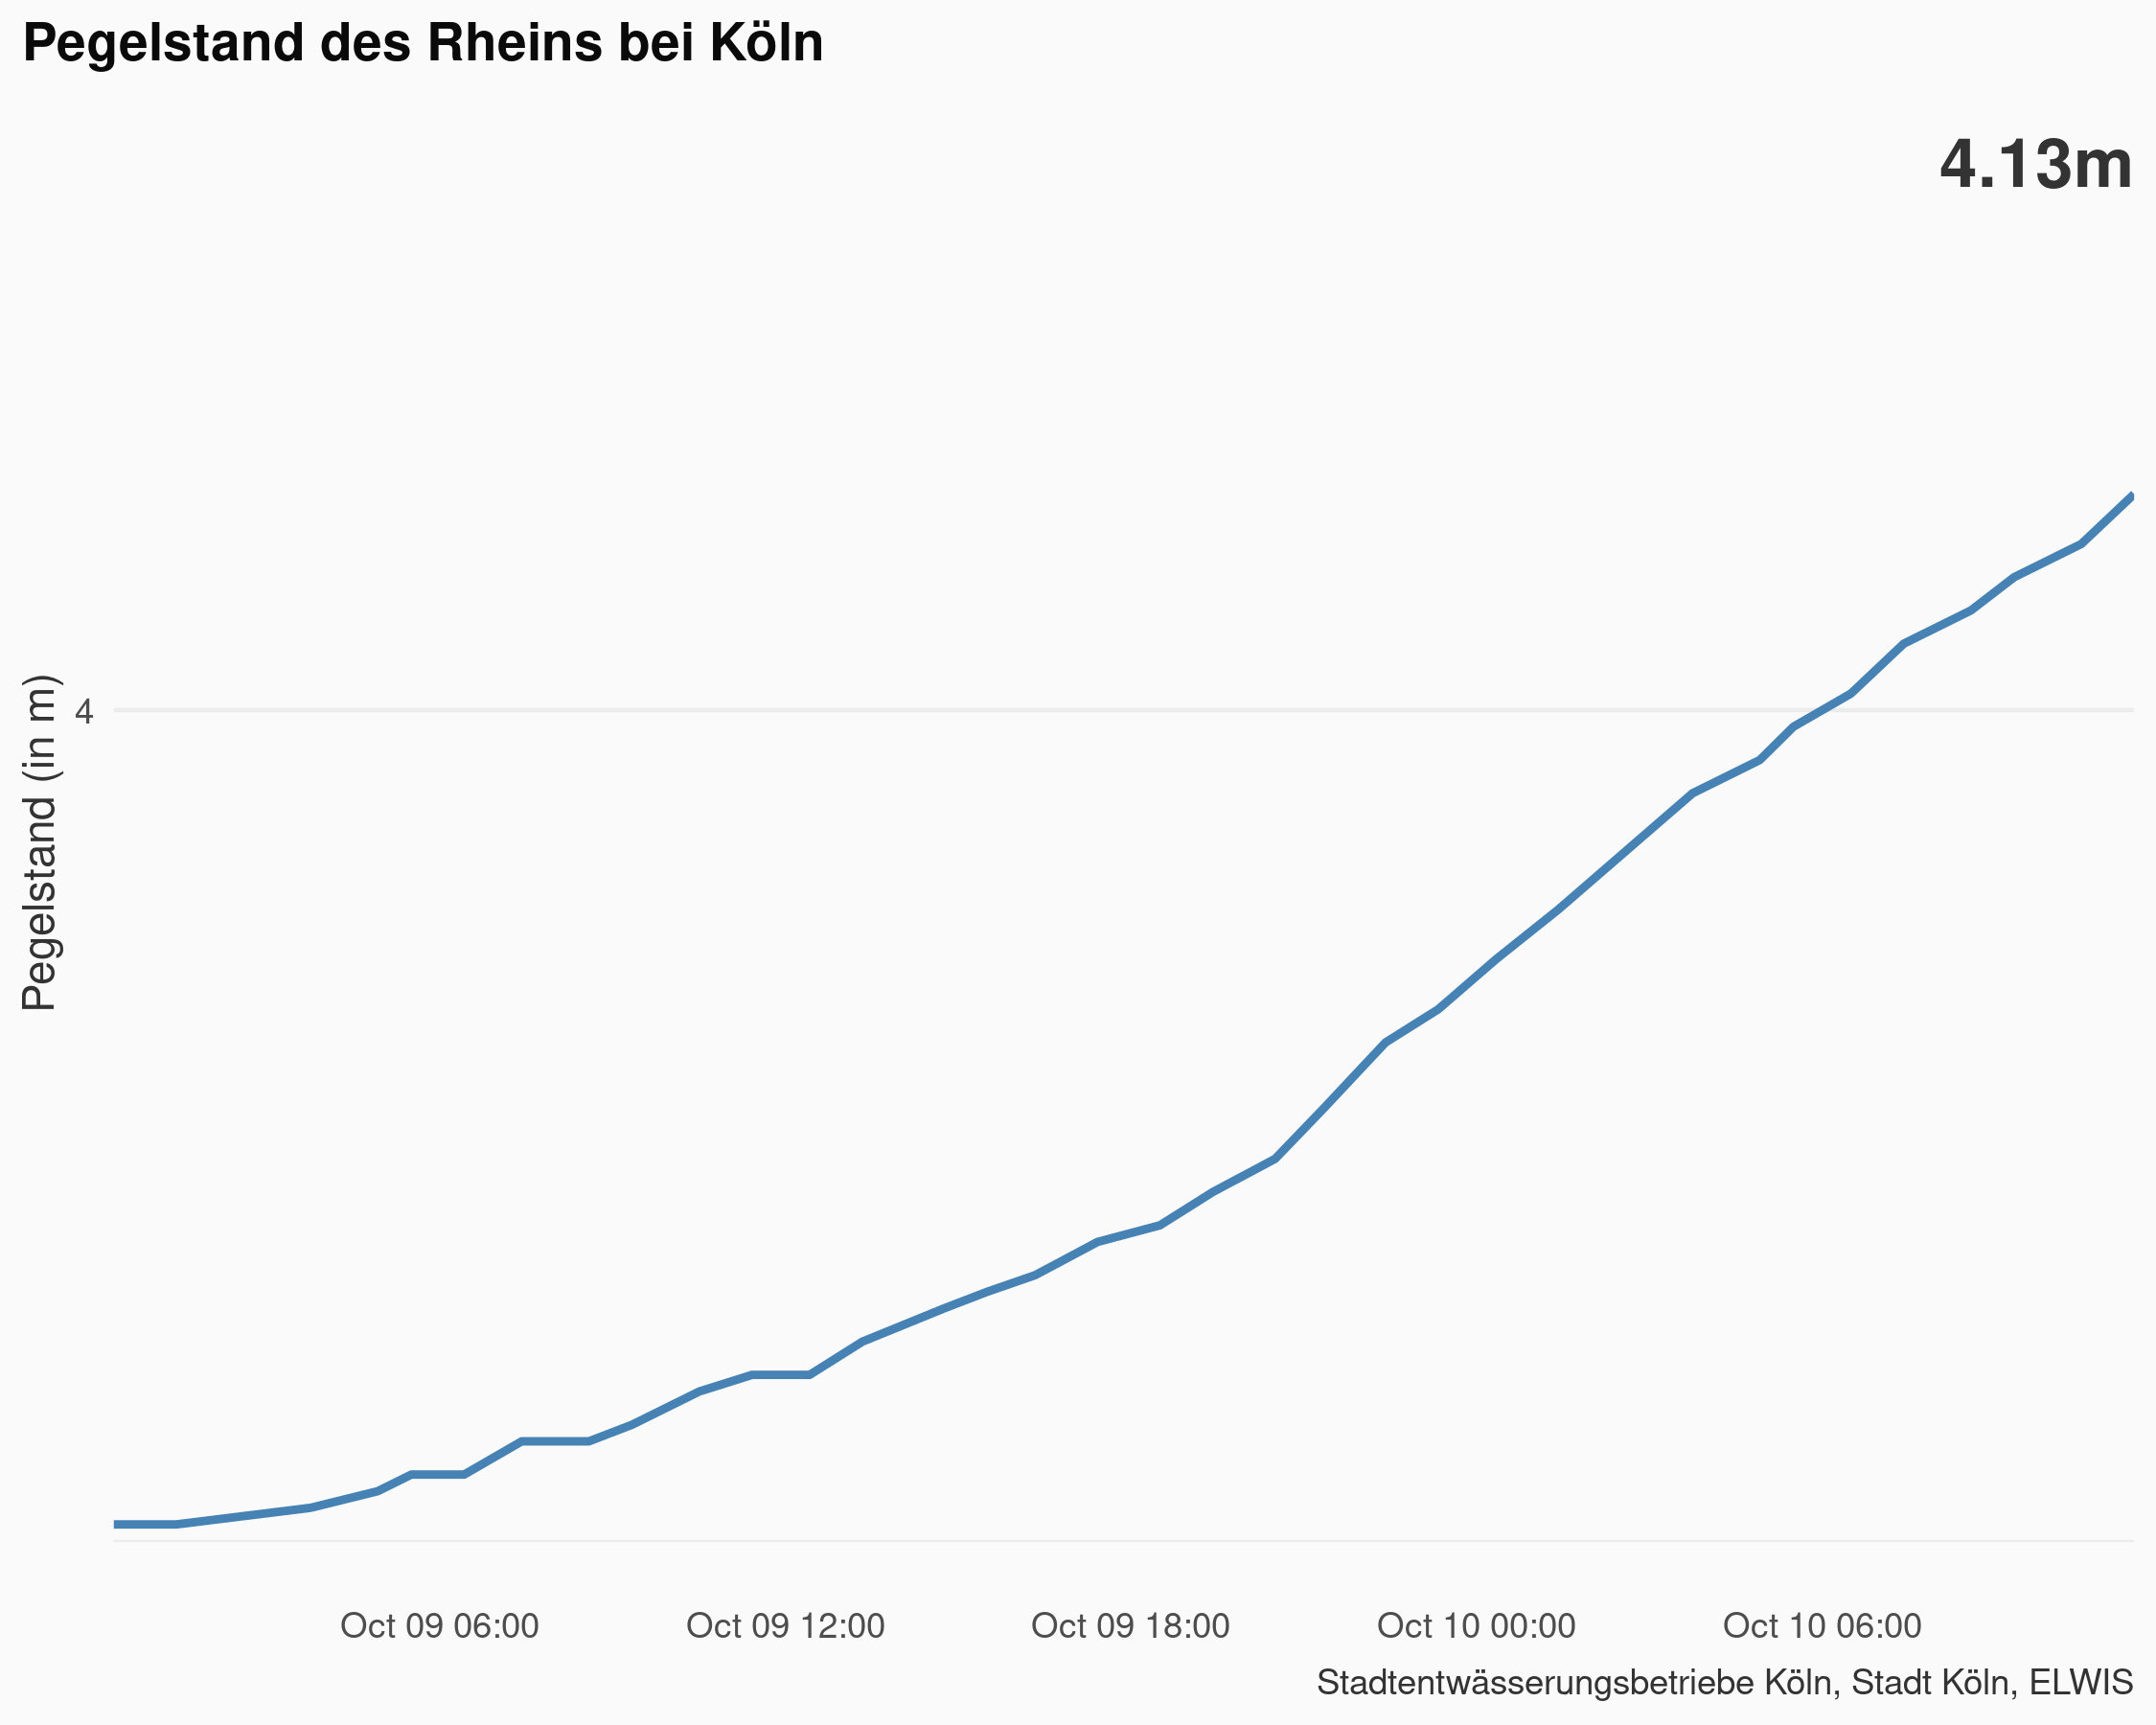 Pegelstand des Rheins bei Köln
4.13m
Pegelstand (in m)
4
Oct 09 06:00 Oct 09 12:00 Oct 09 18:00 Oct 10 00:00 Oct 10 06:00
Stadtentwässerungsbetriebe Köln, Stadt Köln, ELWIS